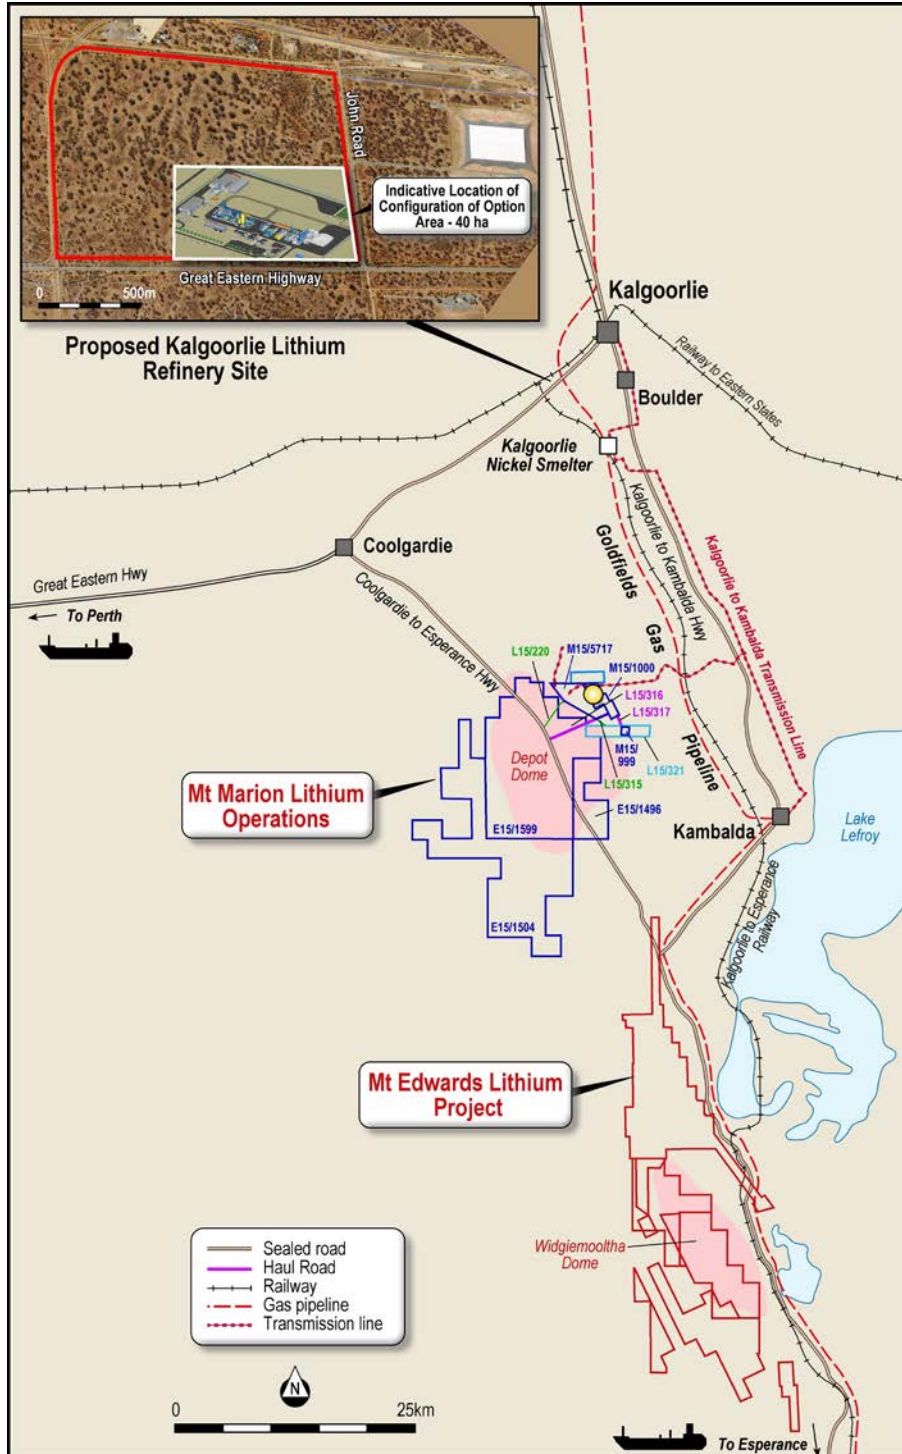 John Road
Indicative Location of
Configuration of Option
Area - 40 ha
Great Eastern Highway
0 500m
Proposed Kalgoorlie Lithium
Refinery Site
Kalgoorlie
Railway to Eastern States
Boulder
Kalgoorlie
Nickel Smelter
Coolgardie
Great Eastern Hwy
To Perth
Coolgardie to Esperance Hwy
Goldfields Gas Pipeline
Kalgoorlie to Kambalda Hwy
Kalgoorlie to Kambalda Transmission Line
L15/220
M15/5717
M15/1000
L15/316
L15/317
M15/
999
L15/321
L15/315
Depot
Dome
E15/1496
E15/1599
E15/1504
Mt Marion Lithium
Operations
Kambalda
Lake
Lefroy
Kalgoorlie to Esperance
Railway
Mt Edwards Lithium
Project
Widgiemooltha
Dome
Sealed road
Haul Road
Railway
Gas pipeline
Transmission line
N
0 25km
To Esperance